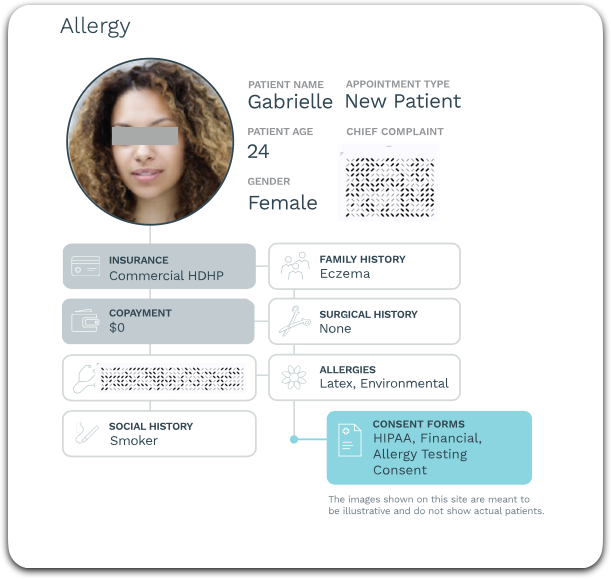 Allergy
PATIENT NAME
Gabrielle
APPOINTMENT TYPE
New Patient
PATIENT AGE
24
CHIEF COMPLAINT
GENDER
Female
INSURANCE
Commercial HDHP
FAMILY HISTORY
Eczema
COPAYMENT
$0
SURGICAL HISTORY
None
ALLERGIES
Latex, Environmental
SOCIAL HISTORY
Smoker
CONSENT FORMS
HIPAA, Financial,
Allergy Testing
Consent
The images shown on this site are meant to
be illustrative and do not show actual patients.